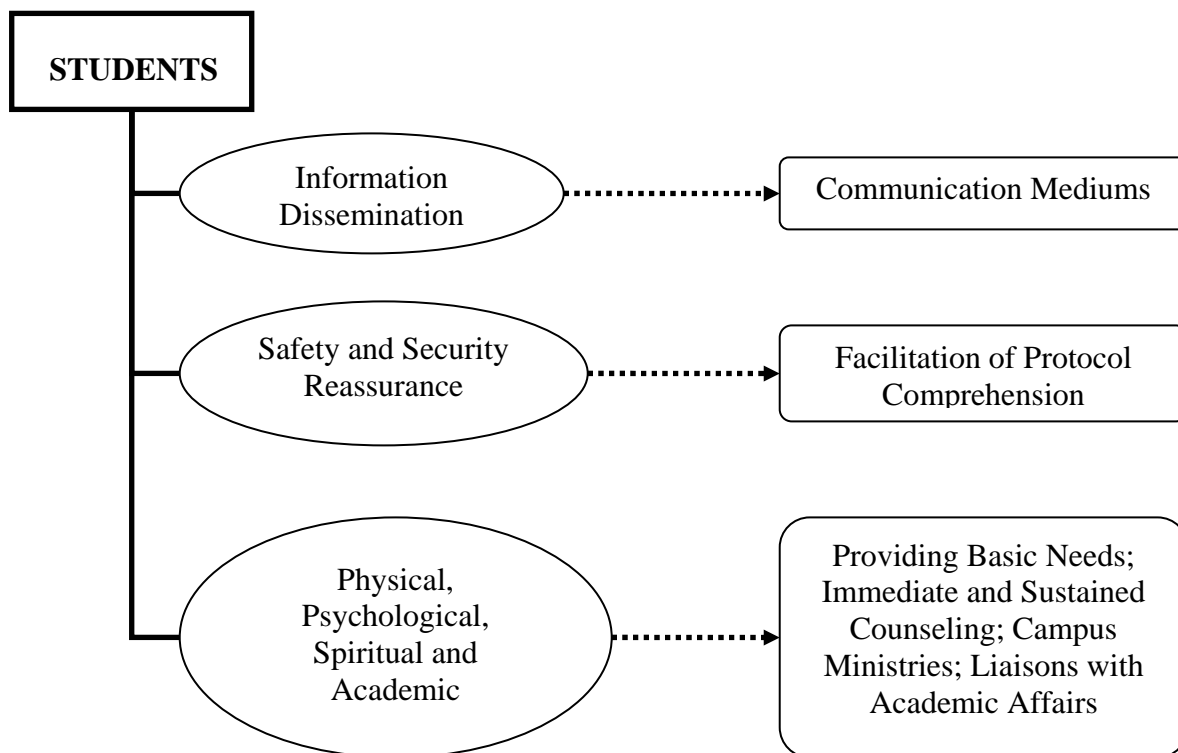 STUDENTS
Information
Dissemination
Communication Mediums
Safety and Security
Reassurance
Facilitation of Protocol
Comprehension
Physical,
Psychological,
Spiritual and
Academic
Providing Basic Needs;
Immediate and Sustained
Counseling; Campus
Ministries; Liaisons with
Academic Affairs